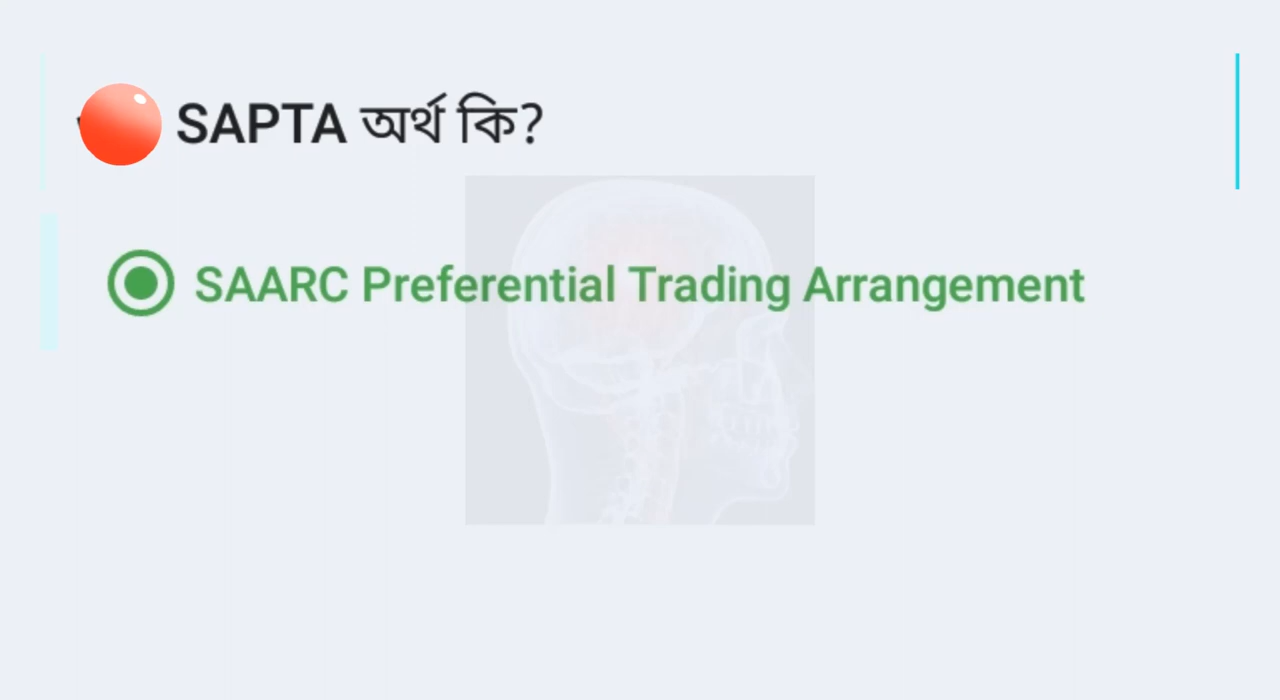 SAPTA অর্থ কি?
SAARC Preferential Trading Arrangement